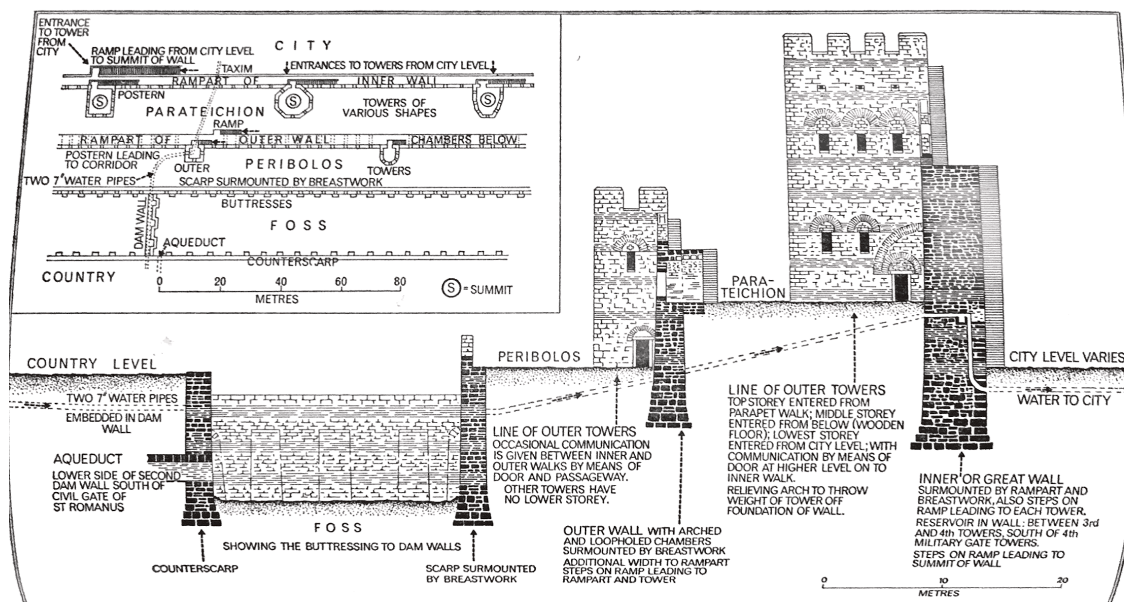 ENTRANCE
TO TOWER
FROM
CITY
RAMP LEADING FROM CITY LEVEL
TO SUMMIT OF WALL
CITY
TAXIM
ENTRANCES TO TOWERS FROM CITY LEVEL
RAMPART OF
INNER WALL
POSTERN
S
S
S
PARATEICHION
TOWERS OF
VARIOUS SHAPES
RAMP
RAMPART OF
OUTER WALL
CHAMBERS BELOW
POSTERN LEADING
TO CORRIDOR
OUTER
PERIBOLOS
TOWERS
TWO 7" WATER PIPES
SCARP SURMOUNTED BY BREASTWORK
BUTTRESSES
DAM WALL
FOSS
AQUEDUCT
COUNTERSCARP
COUNTRY
0 20 40 60 80
METRES
S = SUMMIT
COUNTRY LEVEL
TWO 7" WATER PIPES
EMBEDDED IN DAM
WALL
AQUEDUCT
LOWER SIDE OF SECOND
DAM WALL SOUTH OF
CIVIL GATE OF
ST ROMANUS
FOSS
SHOWING THE BUTTRESSING TO DAM WALLS
COUNTERSCARP
SCARP SURMOUNTED
BY BREASTWORK
PERIBOLOS
LINE OF OUTER TOWERS
OCCASIONAL COMMUNICATION
IS GIVEN BETWEEN INNER AND
OUTER WALKS BY MEANS OF
DOOR AND PASSAGEWAY.
OTHER TOWERS HAVE
NO LOWER STOREY.
OUTER WALL WITH ARCHED
AND LOOPHOLED CHAMBERS
SURMOUNTED BY BREASTWORK
ADDITIONAL WIDTH TO RAMPART
STEPS ON RAMP LEADING TO
RAMPART AND TOWER
PARA-
TEICHION
LINE OF OUTER TOWERS
TOP STOREY ENTERED FROM
PARAPET WALK; MIDDLE STOREY
ENTERED FROM BELOW (WOODEN
FLOOR); LOWEST STOREY
ENTERED FROM CITY LEVEL; WITH
COMMUNICATION BY MEANS OF
DOOR AT HIGHER LEVEL ON TO
INNER WALK.
RELIEVING ARCH TO THROW
WEIGHT OF TOWER OFF
FOUNDATION OF WALL.
CITY LEVEL VARIES
WATER TO CITY
INNER OR GREAT WALL
SURMOUNTED BY RAMPART AND
BREASTWORK, ALSO STEPS ON
RAMP LEADING TO EACH TOWER.
RESERVOIR IN WALL: BETWEEN 3rd
AND 4th TOWERS, SOUTH OF 4th
MILITARY GATE TOWERS.
STEPS ON RAMP LEADING TO
SUMMIT OF WALL
0 10 20
METRES